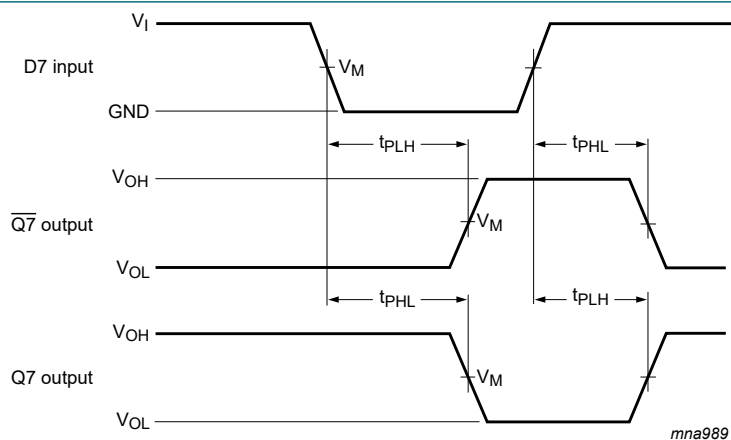 V_I
D7 input
V_M
GND
t_PLH
t_PHL
V_OH
Q7̅ output
V_M
V_OL
t_PHL
t_PLH
V_OH
Q7 output
V_M
V_OL
mna989